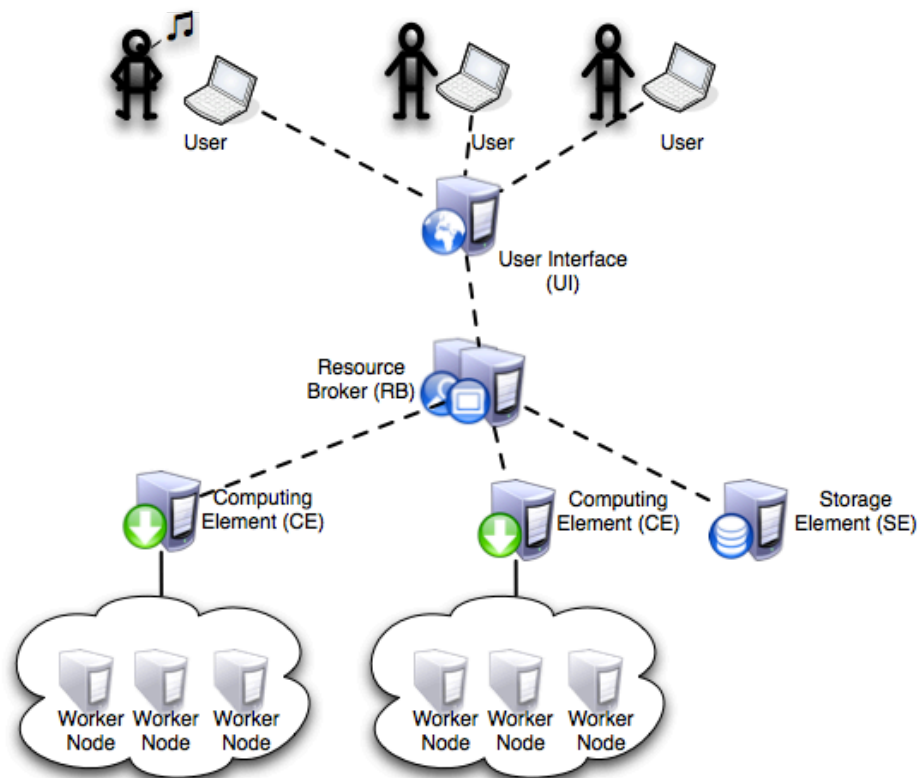 User
User
User
User Interface
(UI)
Resource
Broker (RB)
Computing
Element (CE)
Computing
Element (CE)
Storage
Element (SE)
Worker
Node
Worker
Node
Worker
Node
Worker
Node
Worker
Node
Worker
Node